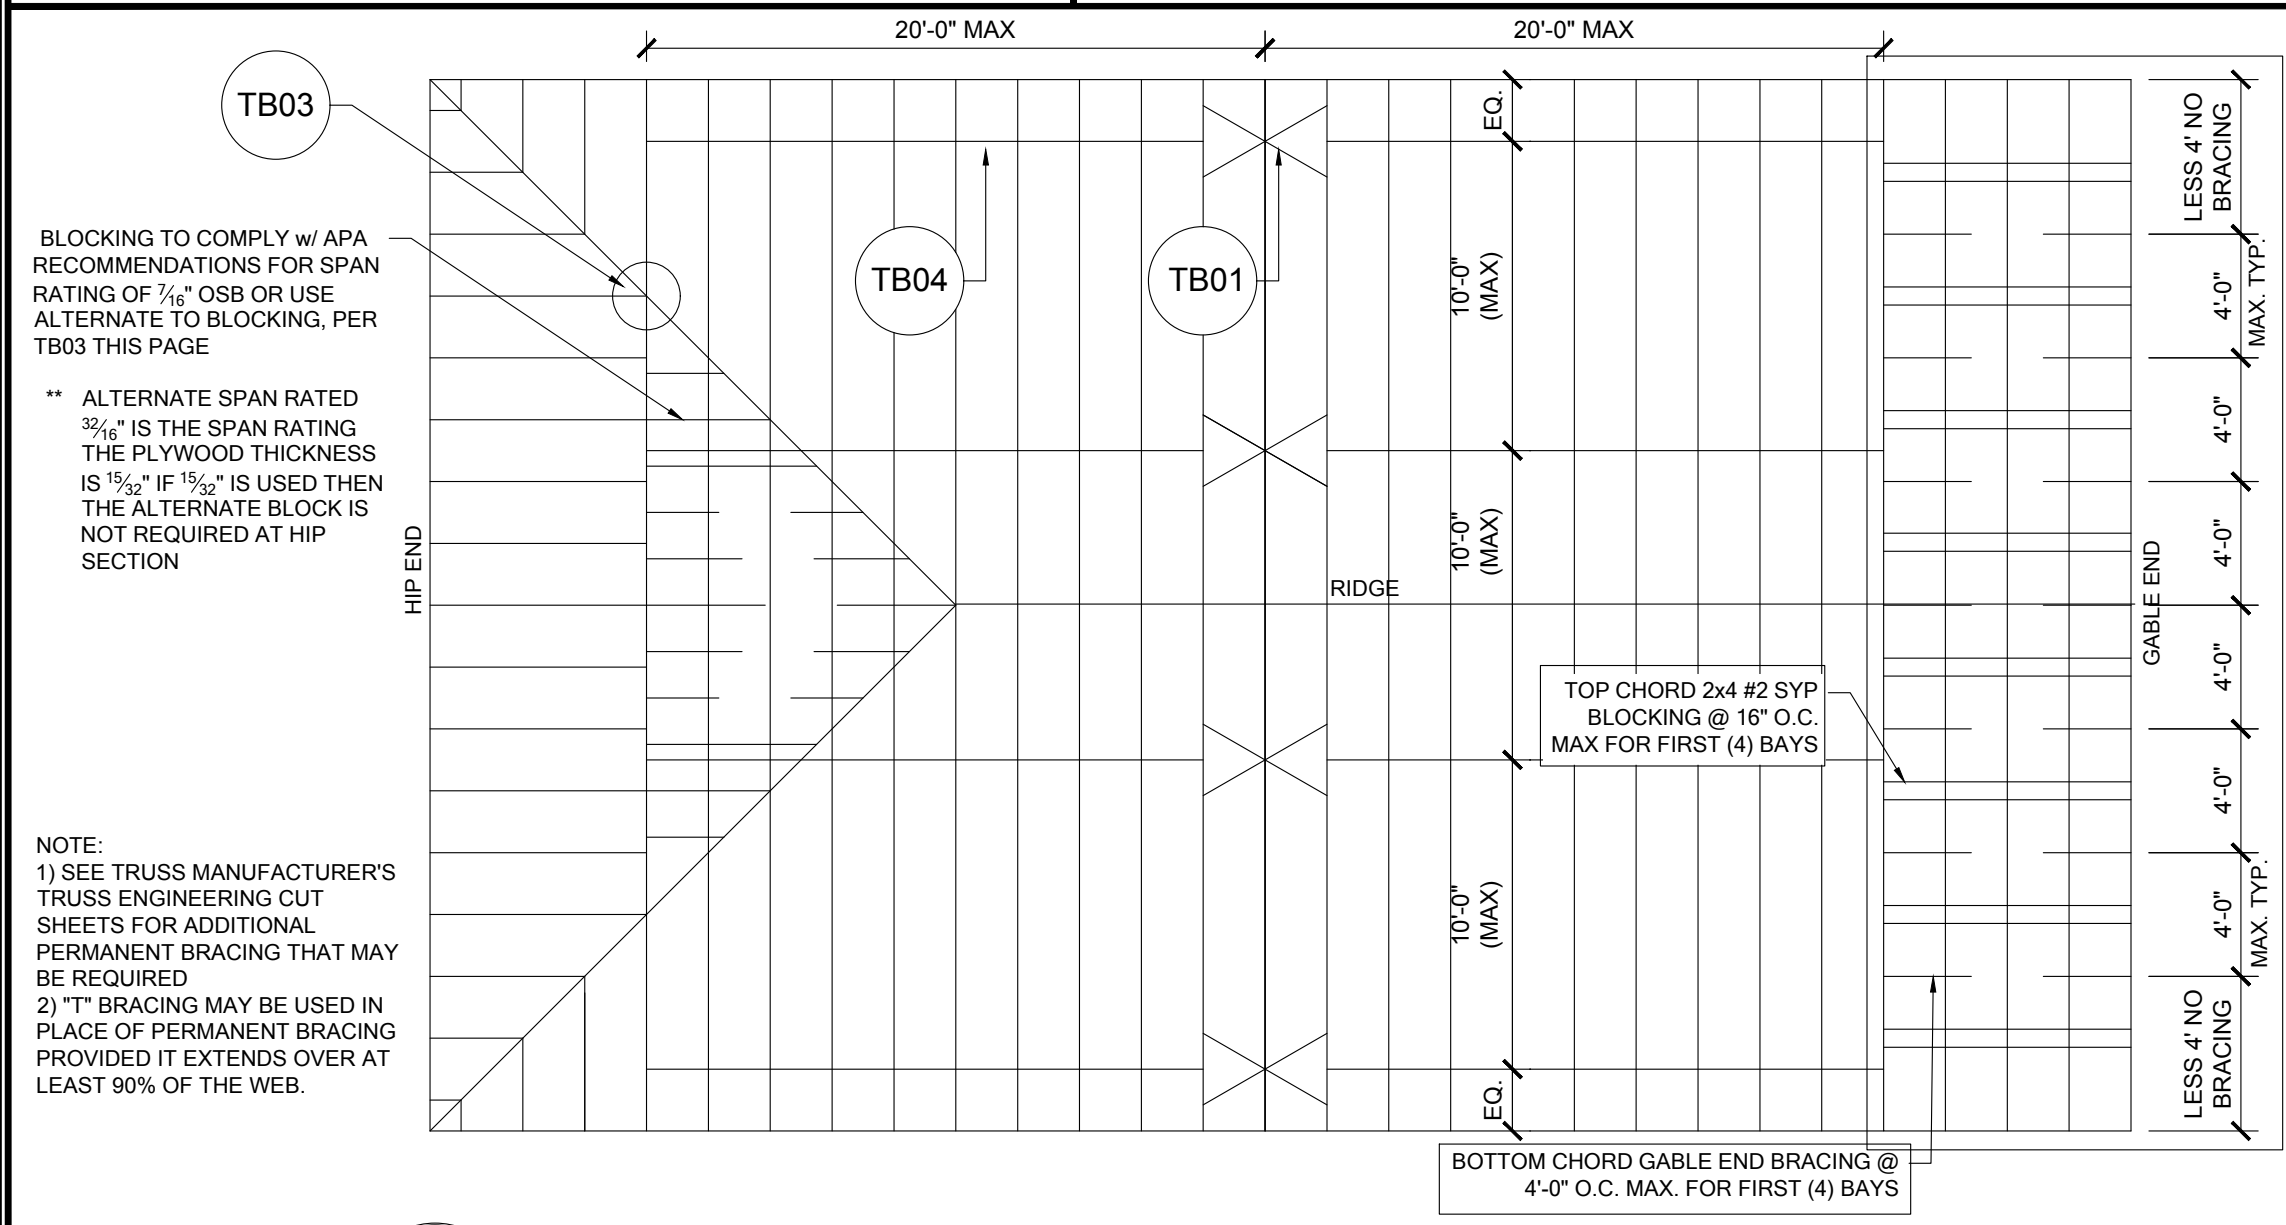 20'-0" MAX
20'-0" MAX
TB03
BLOCKING TO COMPLY w/ APA
RECOMMENDATIONS FOR SPAN
RATING OF 7⁄16" OSB OR USE
ALTERNATE TO BLOCKING, PER
TB03 THIS PAGE
** ALTERNATE SPAN RATED
32⁄16" IS THE SPAN RATING
THE PLYWOOD THICKNESS
IS 15⁄32" IF 15⁄32" IS USED THEN
THE ALTERNATE BLOCK IS
NOT REQUIRED AT HIP
SECTION
NOTE:
1) SEE TRUSS MANUFACTURER'S
TRUSS ENGINEERING CUT
SHEETS FOR ADDITIONAL
PERMANENT BRACING THAT MAY
BE REQUIRED
2) "T" BRACING MAY BE USED IN
PLACE OF PERMANENT BRACING
PROVIDED IT EXTENDS OVER AT
LEAST 90% OF THE WEB.
HIP END
TB04
TB01
RIDGE
EQ.
10'-0"
(MAX)
10'-0"
(MAX)
10'-0"
(MAX)
EQ.
TOP CHORD 2x4 #2 SYP
BLOCKING @ 16" O.C.
MAX FOR FIRST (4) BAYS
BOTTOM CHORD GABLE END BRACING @
4'-0" O.C. MAX. FOR FIRST (4) BAYS
GABLE END
LESS 4' NO
BRACING
4'-0"
MAX. TYP.
4'-0"
4'-0"
4'-0"
4'-0"
4'-0"
MAX. TYP.
LESS 4' NO
BRACING